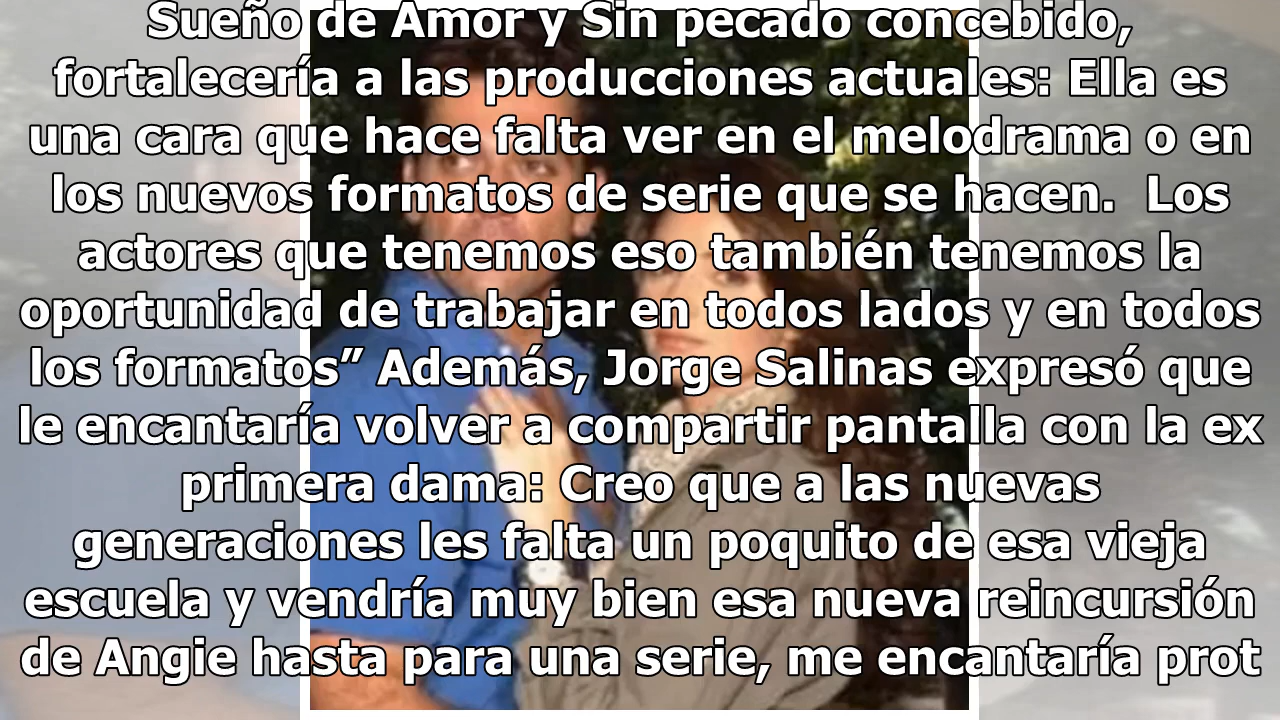 Sueño de Amor y Sin pecado concebido,
fortalecería a las producciones actuales: Ella es
una cara que hace falta ver en el melodrama o en
los nuevos formatos de serie que se hacen.  Los
actores que tenemos eso también tenemos la
oportunidad de trabajar en todos lados y en todos
los formatos” Además, Jorge Salinas expresó que
le encantaría volver a compartir pantalla con la ex
primera dama: Creo que a las nuevas
generaciones les falta un poquito de esa vieja
escuela y vendría muy bien esa nueva reincursión
de Angie hasta para una serie, me encantaría prot